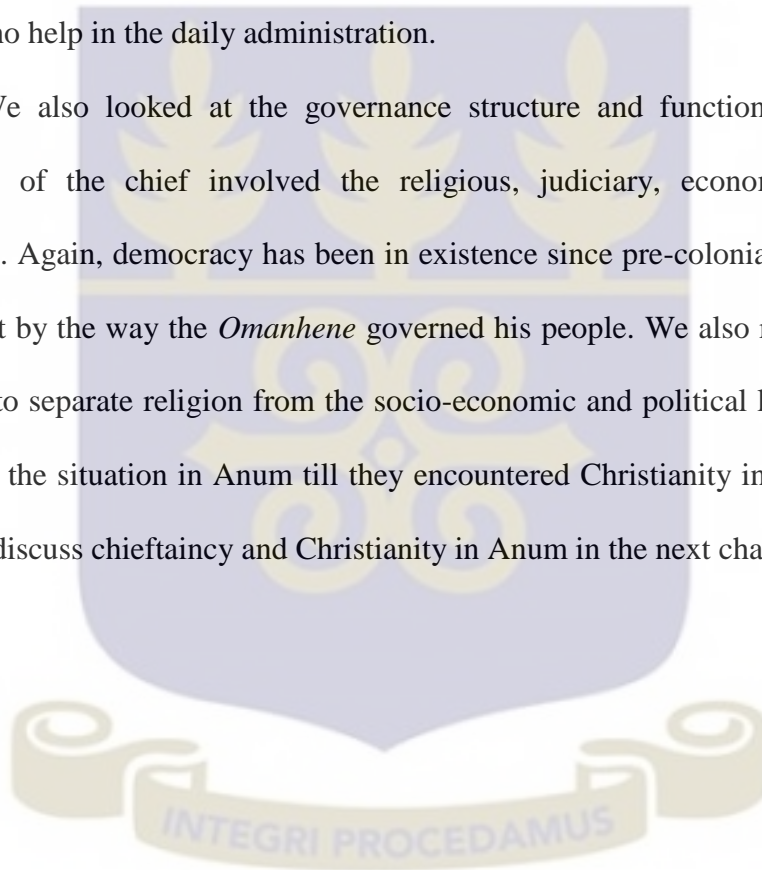 no help in the daily administration.
We also looked at the governance structure and function
of the chief involved the religious, judiciary, econor
. Again, democracy has been in existence since pre-colonia
t by the way the Omanhene governed his people. We also r
to separate religion from the socio-economic and political l
the situation in Anum till they encountered Christianity in
discuss chieftaincy and Christianity in Anum in the next cha
INTEGRI PROCEDAMUS